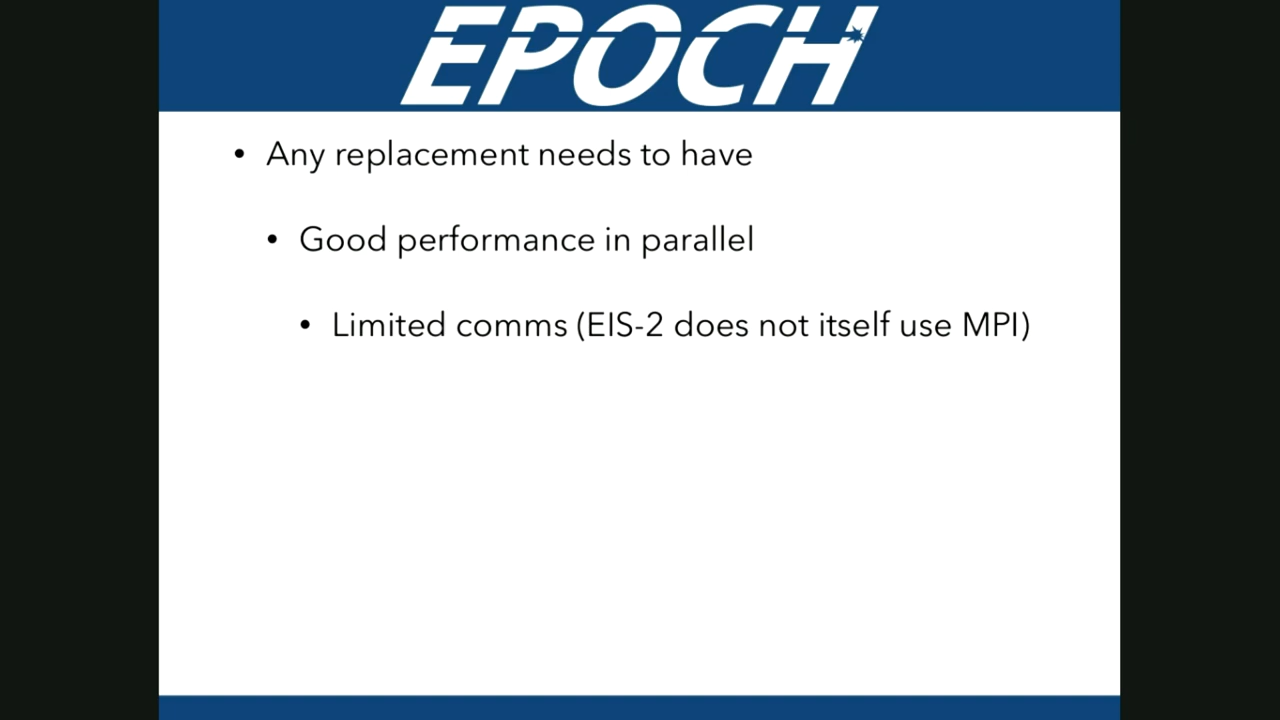 EPOCH
• Any replacement needs to have
• Good performance in parallel
• Limited comms (EIS-2 does not itself use MPI)